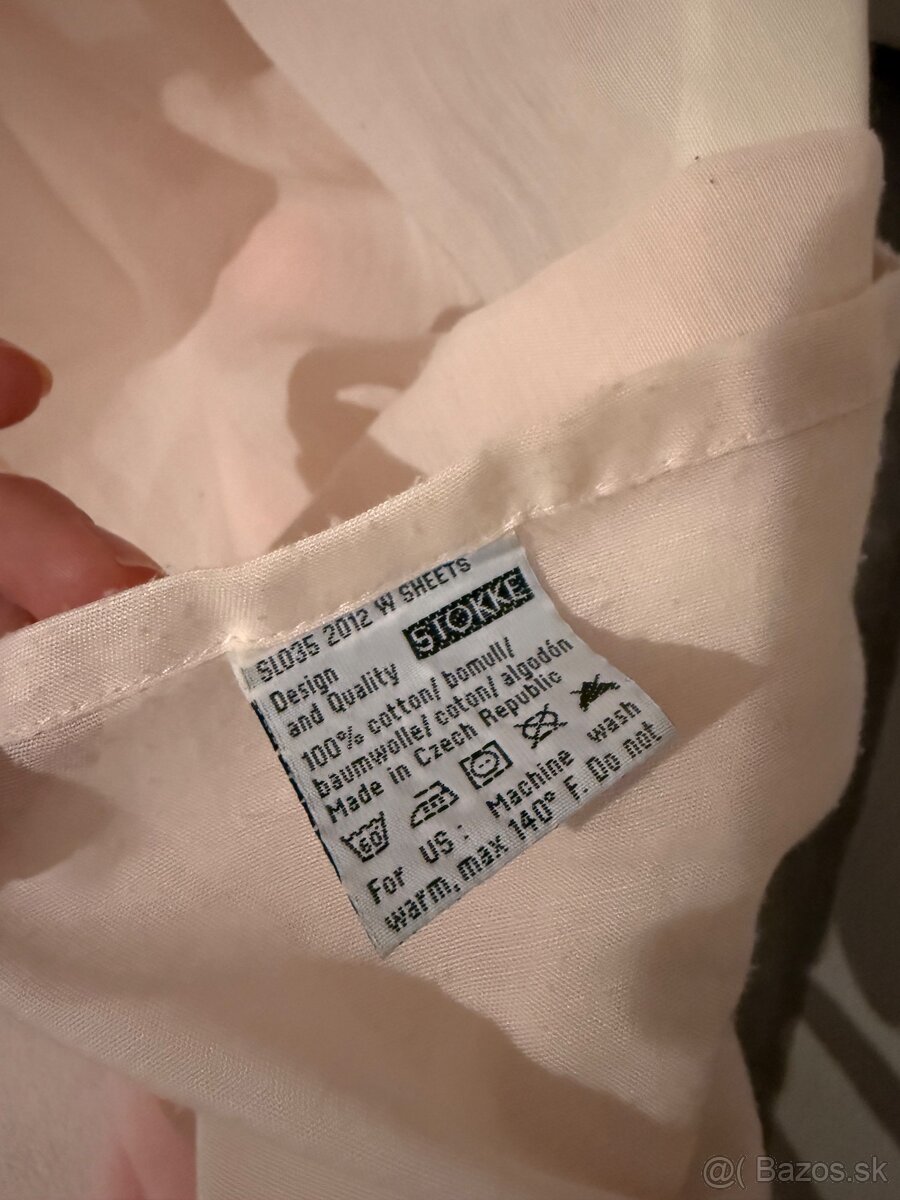 SL035 2012 W SHEETS
STOKKE
Design
and Quality
100% cotton/ bomull/
baumwolle/ coton/ algodón
Made in Czech Republic
60
For US: Machine wash
warm, max 140° F. Do not
@( Bazos.sk